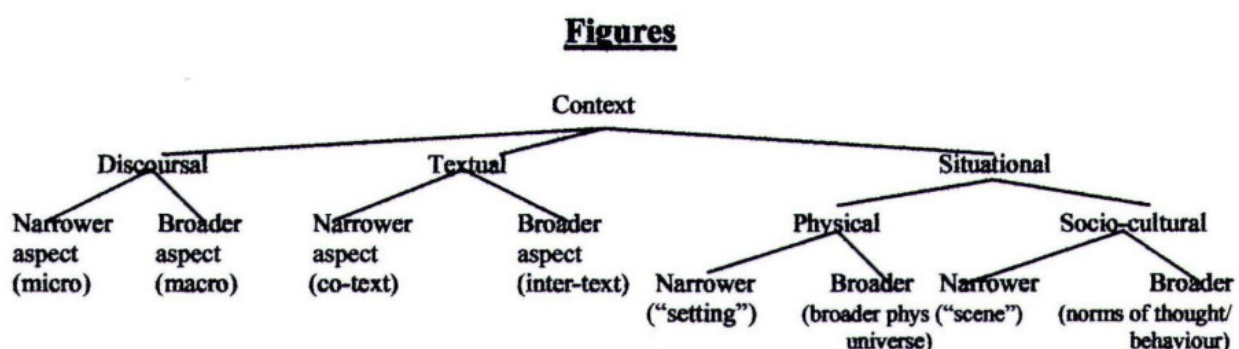 Figures
Context
Discoursal Textual Situational
Narrower Broader Narrower Broader Physical Socio-cultural
aspect aspect aspect aspect
(micro) (macro) (co-text) (inter-text) Narrower Broader Narrower Broader
(“setting”) (broader phys (“scene”) (norms of thought/
universe) behaviour)